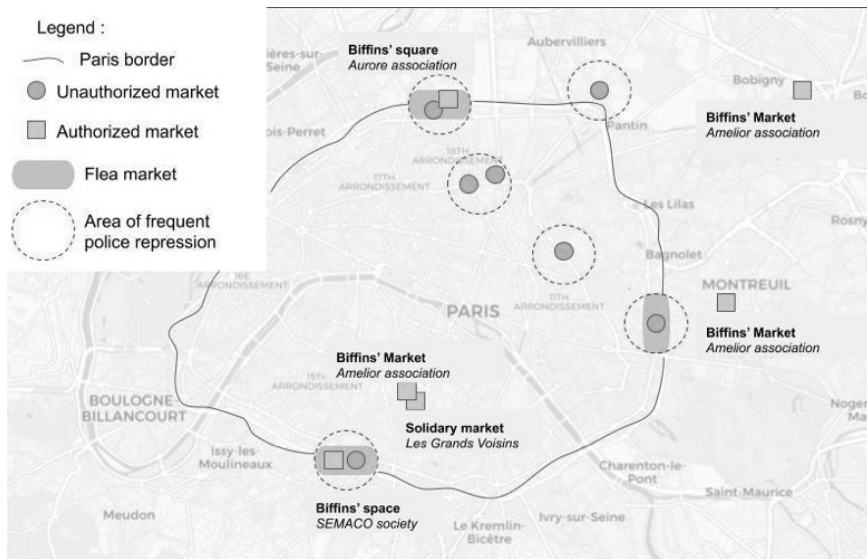 Legend :
Paris border
Unauthorized market
Authorized market
Flea market
Area of frequent
police repression
Biffins' square
Aurore association
Aubervilliers
Bobigny
Biffins' Market
Amelior association
Pantin
18TH
ARRONDISSEMENT
17TH
ARRONDISSEMENT
Les Lilas
Rosny
Bagnolet
MONTREUIL
16E
ARRONDISSEMENT
PARIS
11TH
ARRONDISSEMENT
Biffins' Market
Amelior association
Biffins' Market
Amelior association
15TH
ARRONDISSEMENT
BOULOGNE-
BILLANCOURT
Solidary market
Les Grands Voisins
Issy-les-
Moulineaux
Charenton-le-
Pont
Saint-Maurice
Meudon
Biffins' space
SEMACO society
Le Kremlin-
Bicêtre
Ivry-sur-Seine